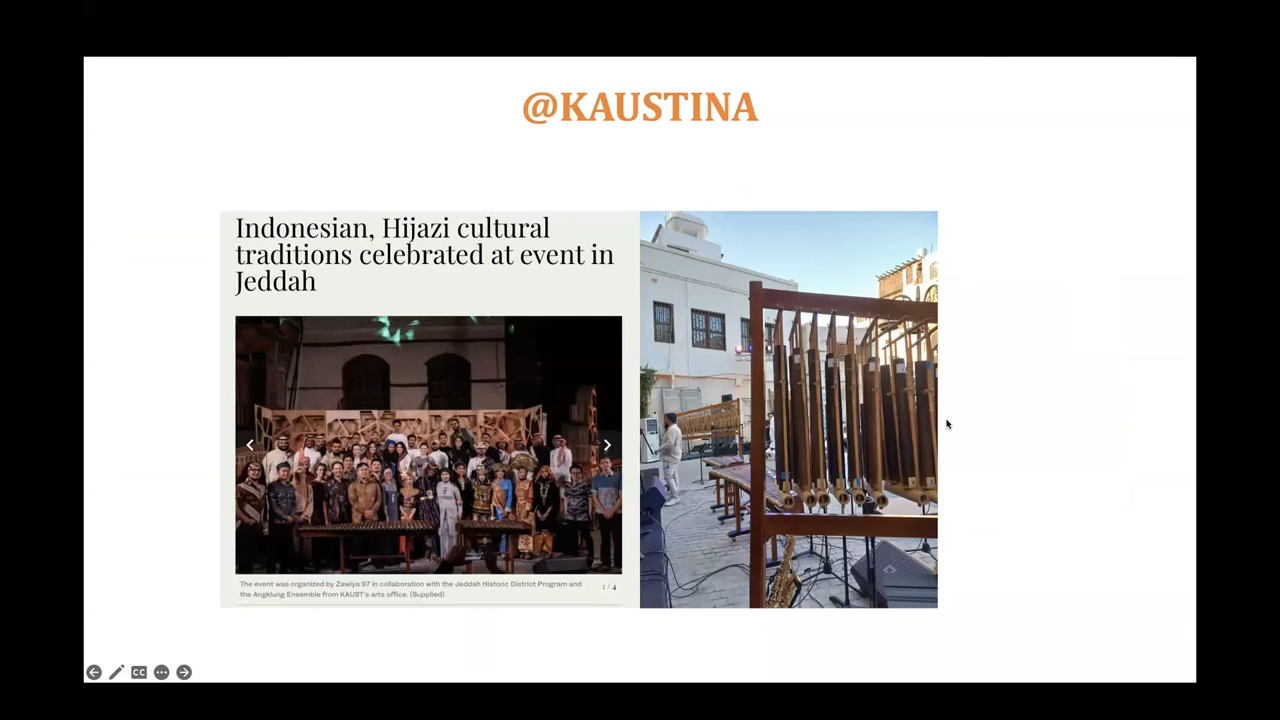 @KAUSTINA
Indonesian, Hijazi cultural
traditions celebrated at event in
Jeddah
The event was organized by Zawiya 97 in collaboration with the Jeddah Historic District Program and
the Angklung Ensemble from KAUST's arts office. (Supplied)
1 / 4
CC